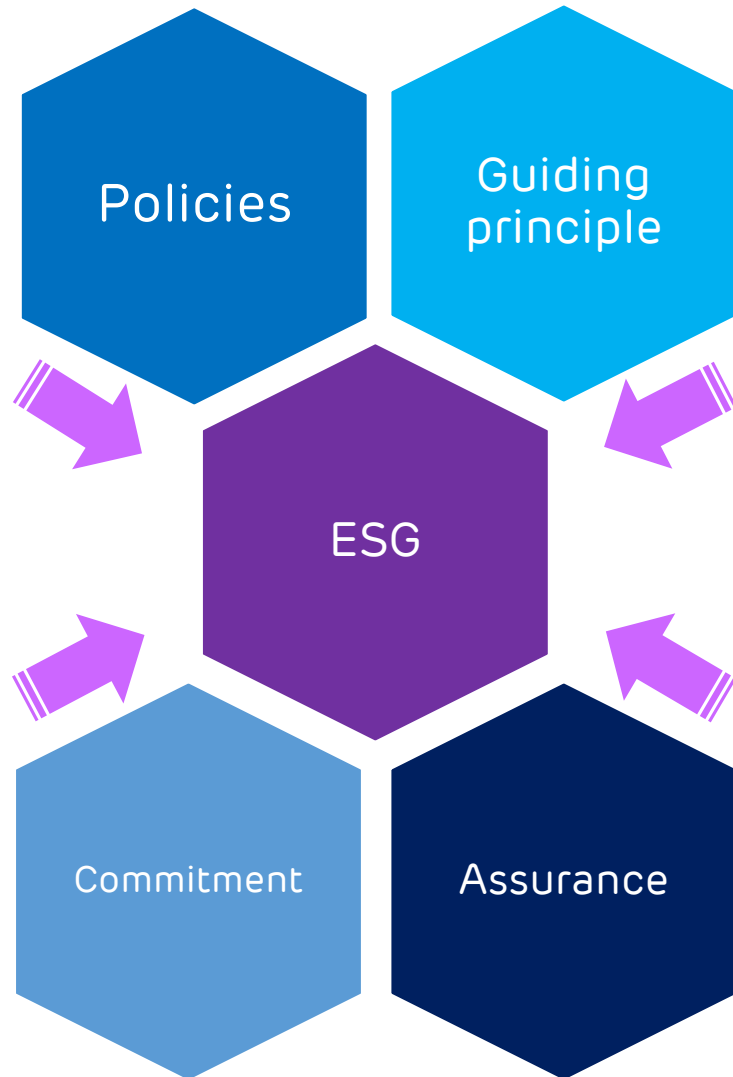 Policies
Guiding
principle
ESG
Commitment
Assurance